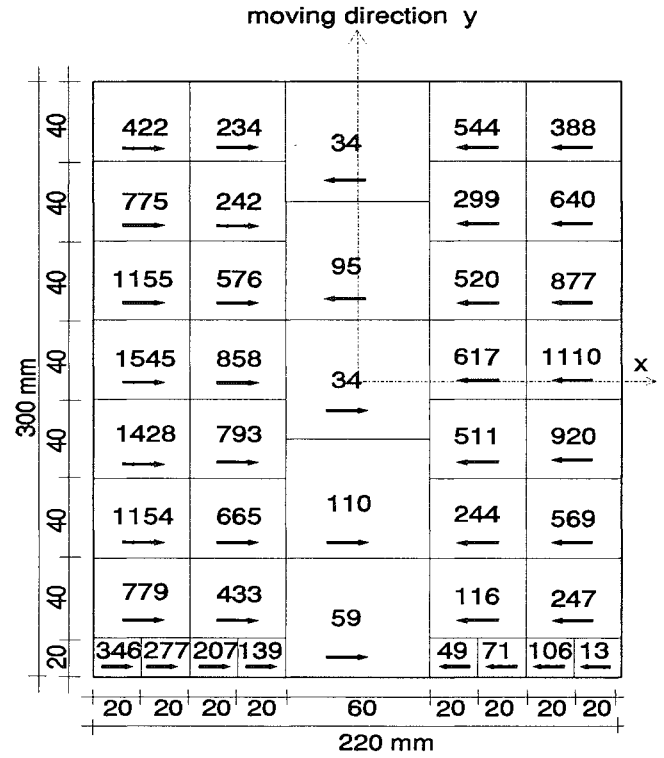 moving direction y
422 234 34 544 388
775 242 299 640
1155 576 95 520 877
1545 858 34 617 1110
x
1428 793 511 920
1154 665 110 244 569
779 433 59 116 247
346 277 207 139 49 71 106 13
40
40
40
40
40
40
40
20
300 mm
20 20 20 20 60 20 20 20 20
220 mm